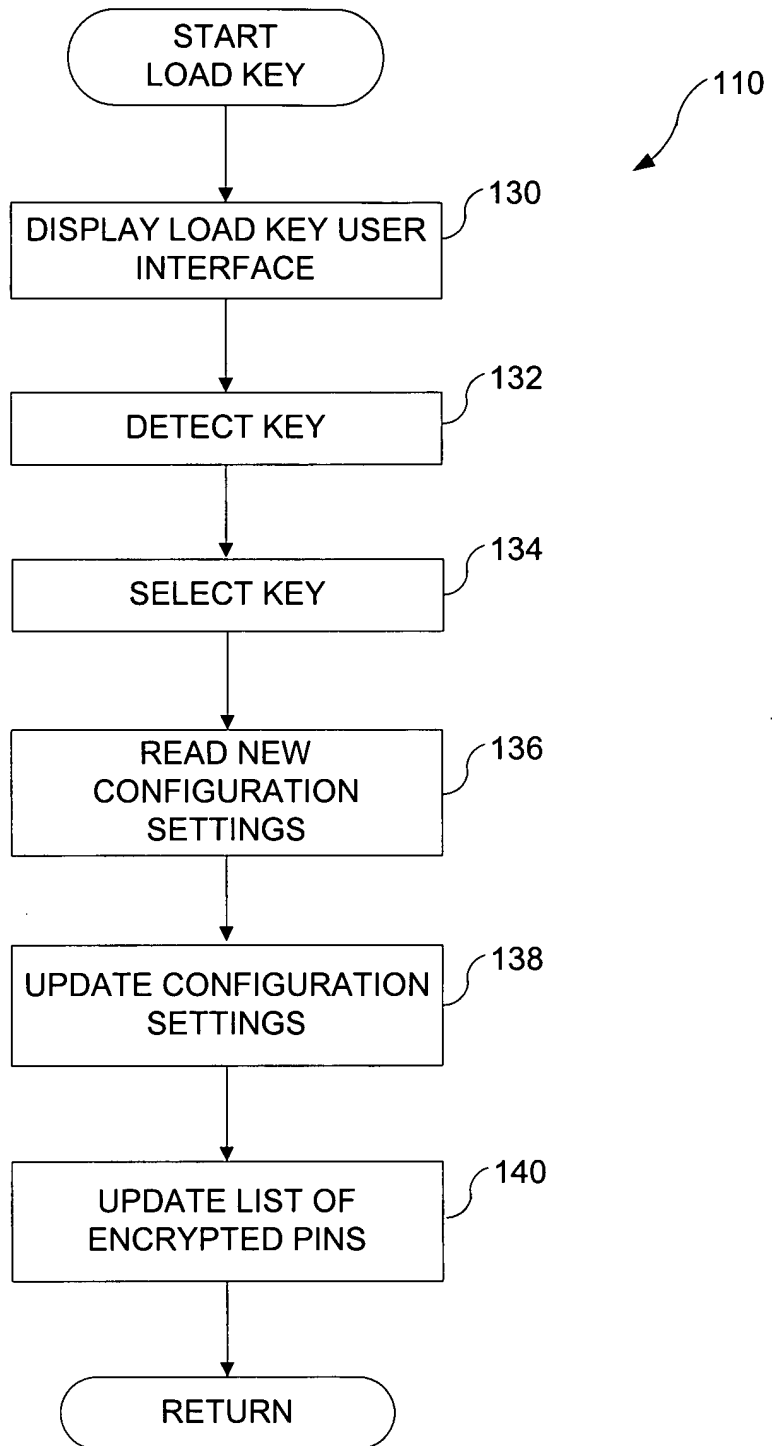 START
LOAD KEY
110
130
DISPLAY LOAD KEY USER
INTERFACE
132
DETECT KEY
134
SELECT KEY
136
READ NEW
CONFIGURATION
SETTINGS
138
UPDATE CONFIGURATION
SETTINGS
140
UPDATE LIST OF
ENCRYPTED PINS
RETURN